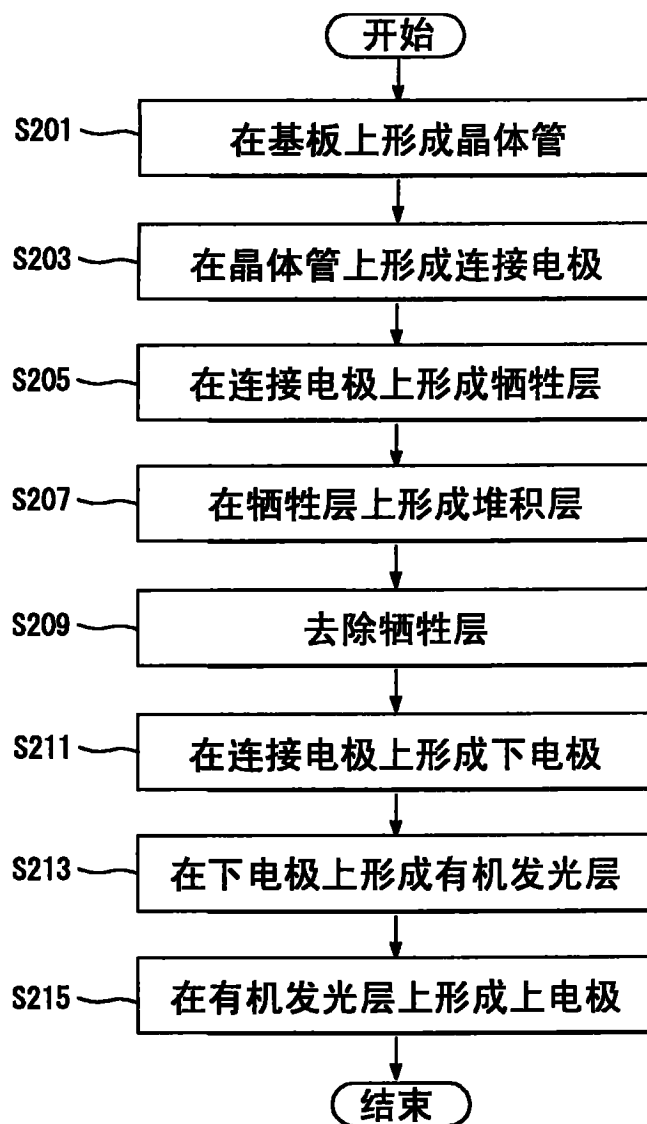 开始
S201
在基板上形成晶体管
S203
在晶体管上形成连接电极
S205
在连接电极上形成牺牲层
S207
在牺牲层上形成堆积层
S209
去除牺牲层
S211
在连接电极上形成下电极
S213
在下电极上形成有机发光层
S215
在有机发光层上形成上电极
结束